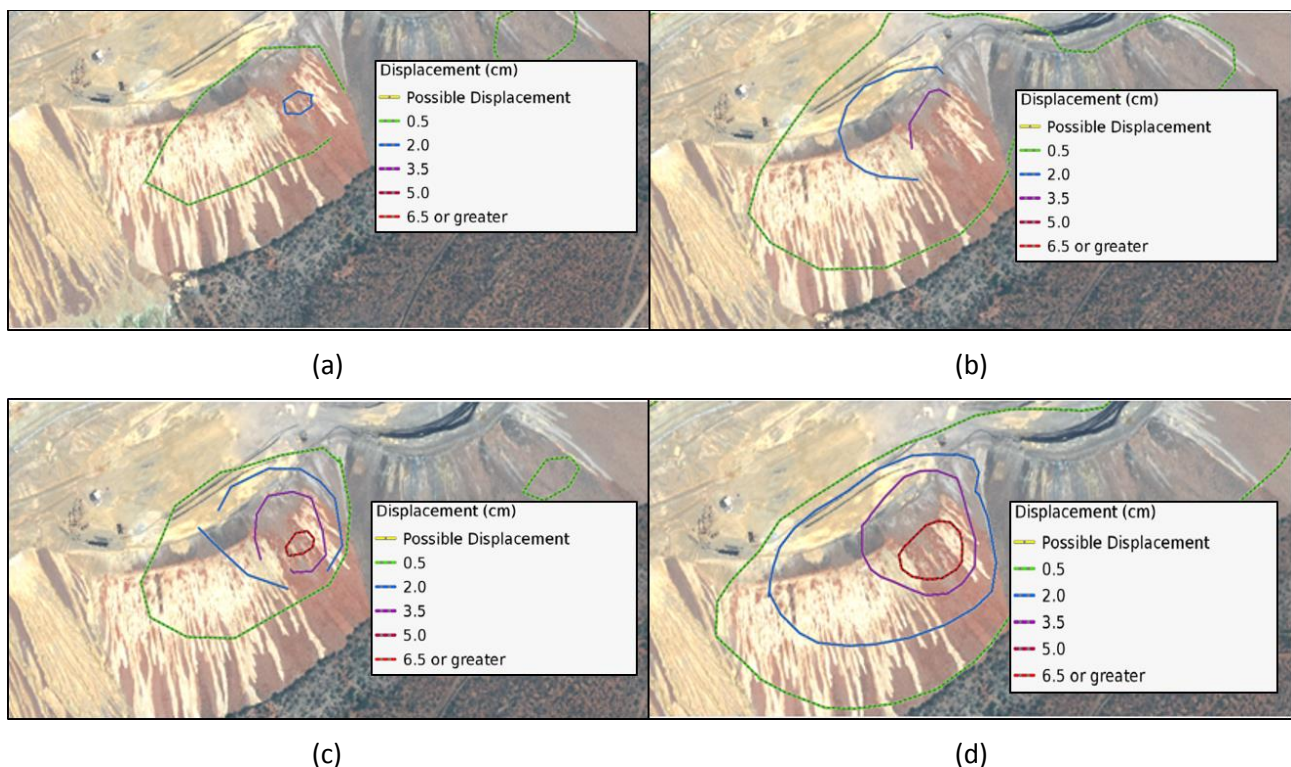 Displacement (cm)
Possible Displacement
0.5
2.0
3.5
5.0
6.5 or greater
Displacement (cm)
Possible Displacement
0.5
2.0
3.5
5.0
6.5 or greater
(a)
(b)
Displacement (cm)
Possible Displacement
0.5
2.0
3.5
5.0
6.5 or greater
Displacement (cm)
Possible Displacement
0.5
2.0
3.5
5.0
6.5 or greater
(c)
(d)